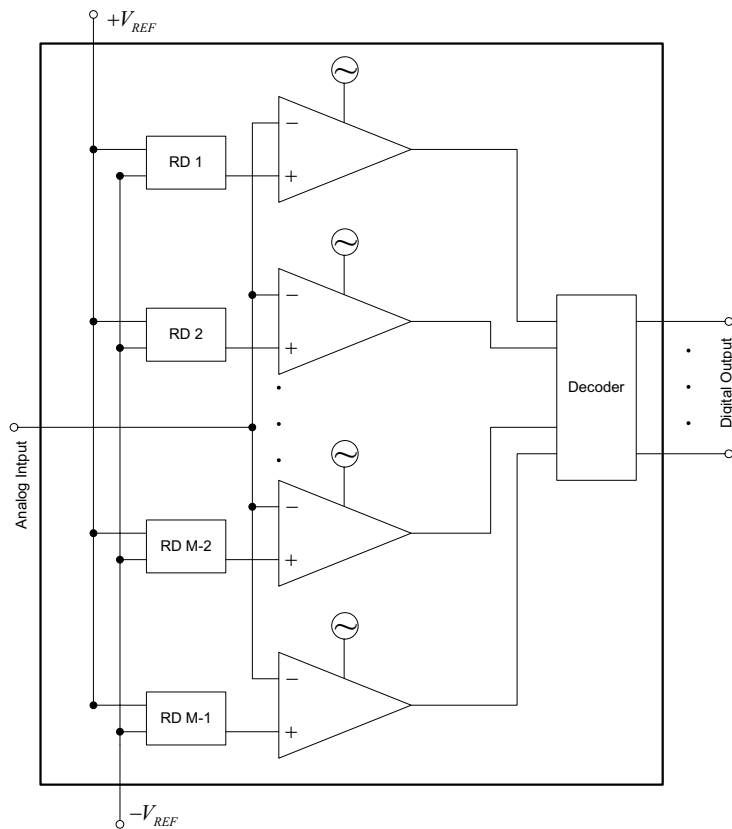 +V_REF
RD 1
−
+
RD 2
−
+
Decoder
Digital Output
Analog Intput
RD M-2
−
+
RD M-1
−
+
−V_REF